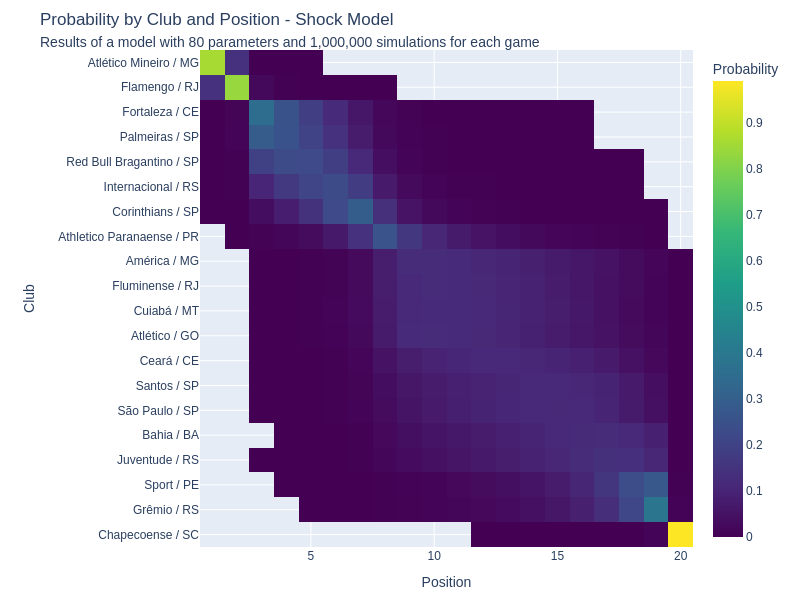 Probability by Club and Position - Shock Model
Results of a model with 80 parameters and 1,000,000 simulations for each game
Probability
Club
Atlético Mineiro / MG
Flamengo / RJ
Fortaleza / CE
Palmeiras / SP
Red Bull Bragantino / SP
Internacional / RS
Corinthians / SP
Athletico Paranaense / PR
América / MG
Fluminense / RJ
Cuiabá / MT
Atlético / GO
Ceará / CE
Santos / SP
São Paulo / SP
Bahia / BA
Juventude / RS
Sport / PE
Grêmio / RS
Chapecoense / SC
5
10
15
20
Position
0.9
0.8
0.7
0.6
0.5
0.4
0.3
0.2
0.1
0